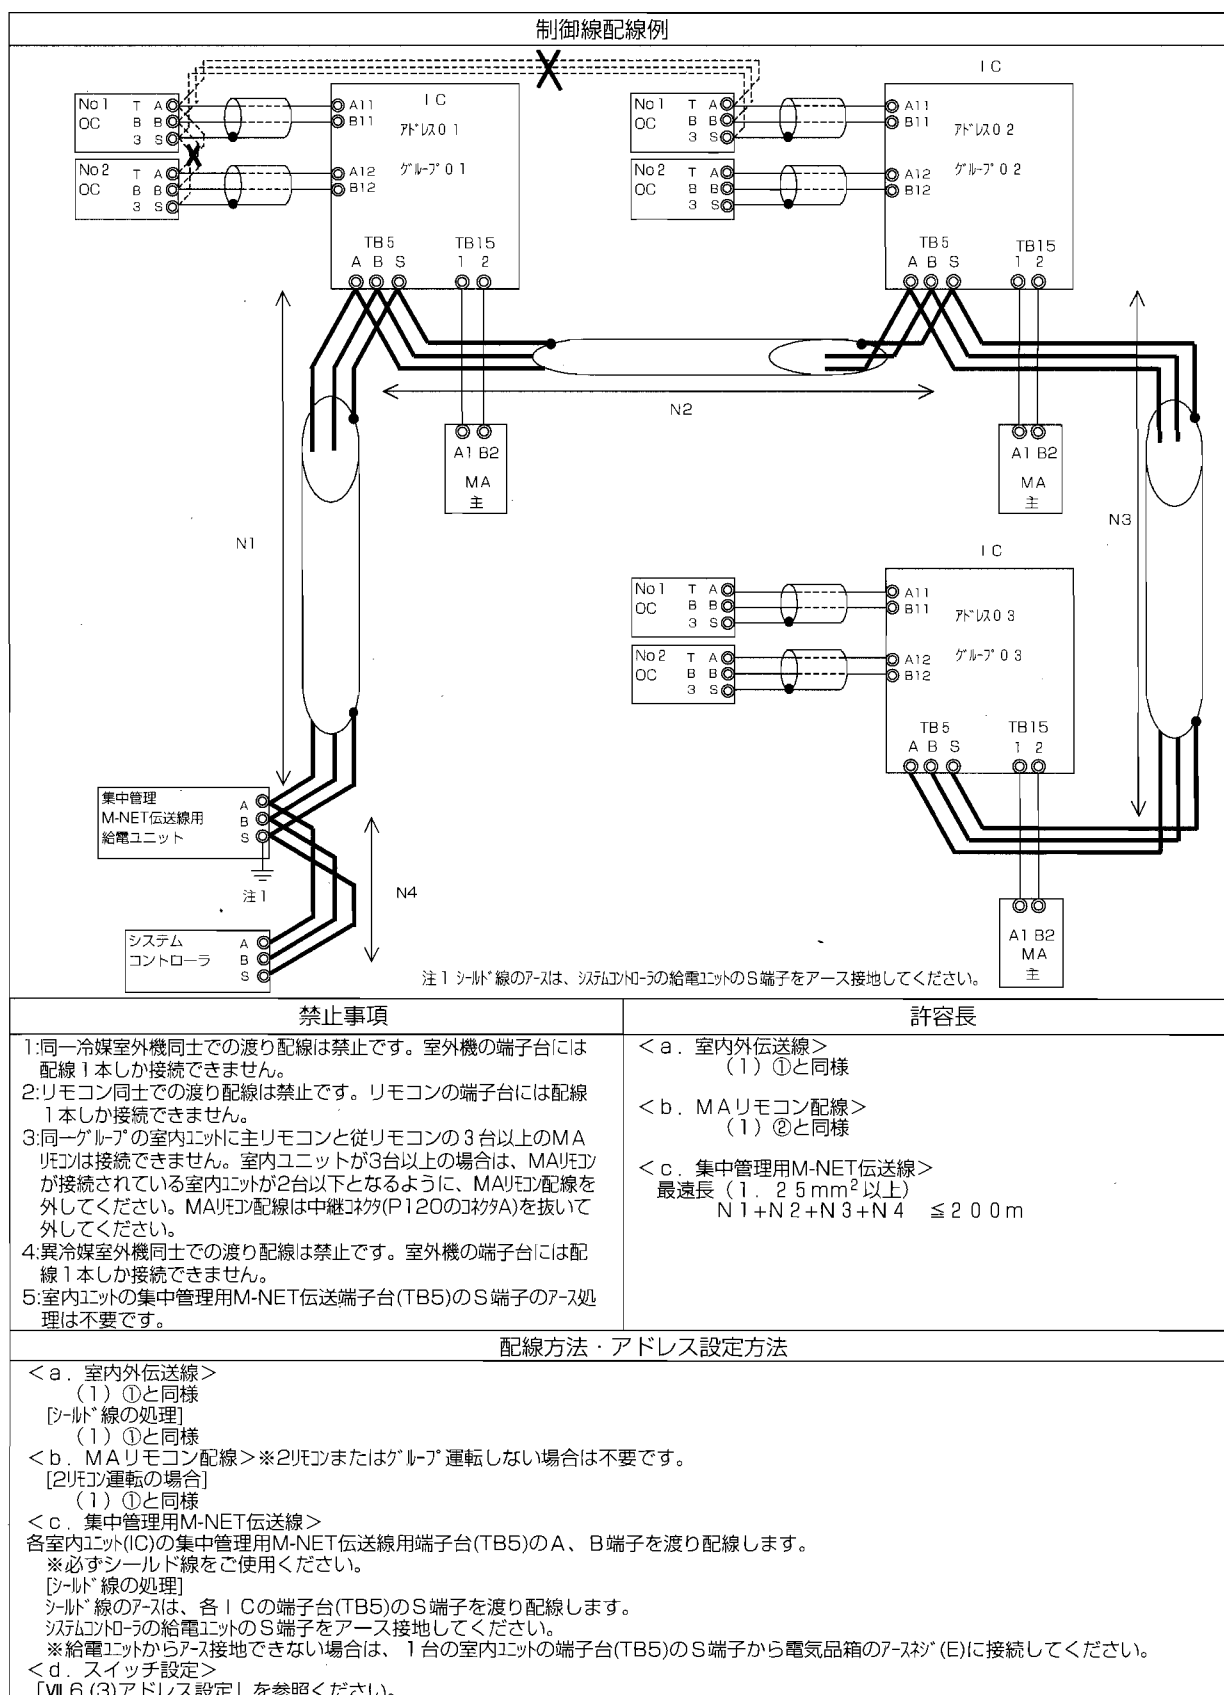 制御線配線例
IC
No1 T A
OC B B
3 S
A11
B11
IC
アドレス01
グループ01
No2 T A
OC B B
3 S
A12
B12
TB5 TB15
A B S 1 2
No1 T A
OC B B
3 S
A11
B11
アドレス02
グループ02
No2 T A
OC B B
3 S
A12
B12
TB5 TB15
A B S 1 2
N2
A1 B2
MA
主
A1 B2
MA
主
N1
N3
IC
No1 T A
OC B B
3 S
A11
B11
アドレス03
グループ03
No2 T A
OC B B
3 S
A12
B12
TB5 TB15
A B S 1 2
集中管理 A
M-NET伝送線用 B
給電ユニット S
注1
N4
システム A
コントローラ B
S
A1 B2
MA
主
注1 シールド線のアースは、システムコントローラの給電ユニットのS端子をアース接地してください。
禁止事項
1:同一冷媒室外機同士での渡り配線は禁止です。室外機の端子台には
配線1本しか接続できません。
2:リモコン同士での渡り配線は禁止です。リモコンの端子台には配線
1本しか接続できません。
3:同一グループの室内ユニットに主リモコンと従リモコンの3台以上のMA
リモコンは接続できません。室内ユニットが3台以上の場合は、MAリモコン
が接続されている室内ユニットが2台以下となるように、MAリモコン配線を
外してください。MAリモコン配線は中継コネクタ(P120のコネクタA)を抜いて
外してください。
4:異冷媒室外機同士での渡り配線は禁止です。室外機の端子台には配
線1本しか接続できません。
5:室内ユニットの集中管理用M-NET伝送端子台(TB5)のS端子のアース処
理は不要です。
許容長
<a. 室内外伝送線>
(1) ①と同様
<b. MAリモコン配線>
(1) ②と同様
<c. 集中管理用M-NET伝送線>
最遠長(1. 25mm²以上)
N1+N2+N3+N4 ≦200m
配線方法・アドレス設定方法
<a. 室内外伝送線>
(1) ①と同様
[シールド線の処理]
(1) ①と同様
<b. MAリモコン配線>※2リモコンまたはグループ運転しない場合は不要です。
[2リモコン運転の場合]
(1) ①と同様
<c. 集中管理用M-NET伝送線>
各室内ユニット(IC)の集中管理用M-NET伝送線用端子台(TB5)のA、B端子を渡り配線します。
※必ずシールド線をご使用ください。
[シールド線の処理]
シールド線のアースは、各ICの端子台(TB5)のS端子を渡り配線します。
システムコントローラの給電ユニットのS端子をアース接地してください。
※給電ユニットからアース接地できない場合は、1台の室内ユニットの端子台(TB5)のS端子から電気品箱のアースネジ(E)に接続してください。
<d. スイッチ設定>
「Ⅶ.6.(3)アドレス設定」を参照ください。